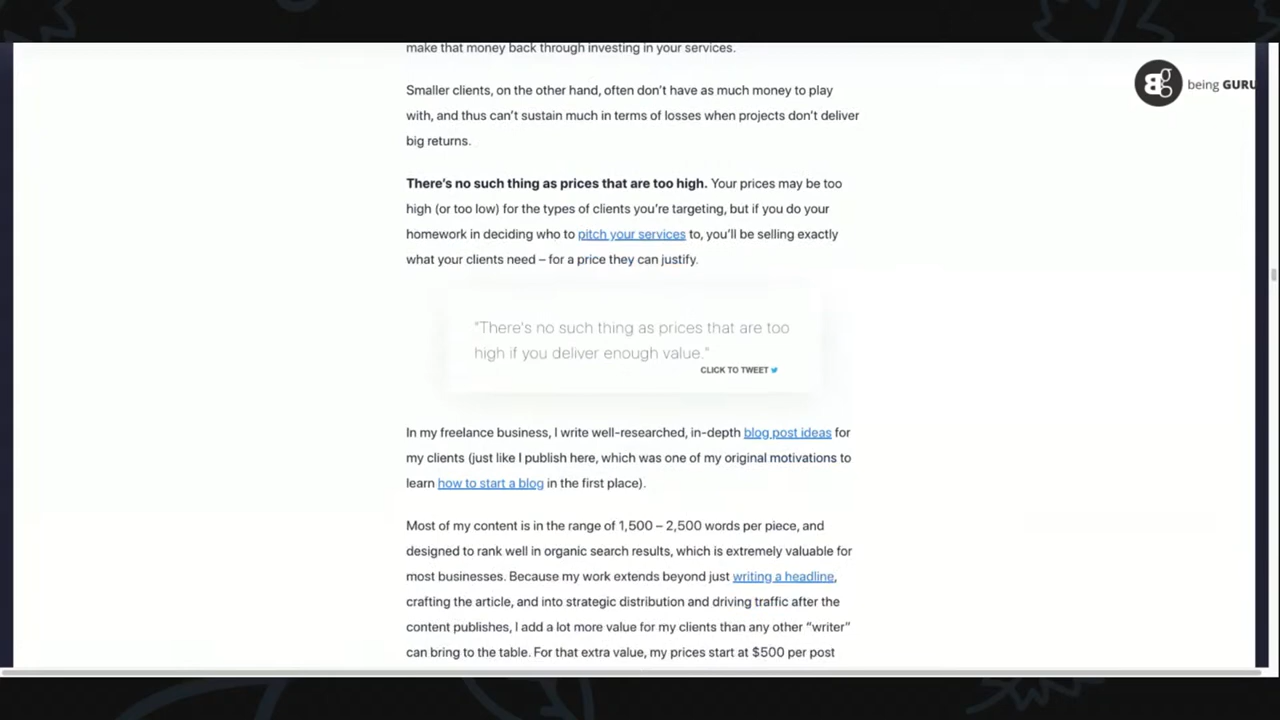 make that money back through investing in your services.
being GURU
Smaller clients, on the other hand, often don't have as much money to play
with, and thus can't sustain much in terms of losses when projects don't deliver
big returns.
There's no such thing as prices that are too high. Your prices may be too
high (or too low) for the types of clients you're targeting, but if you do your
homework in deciding who to pitch your services to, you'll be selling exactly
what your clients need – for a price they can justify.
"There's no such thing as prices that are too
high if you deliver enough value."
CLICK TO TWEET
In my freelance business, I write well-researched, in-depth blog post ideas for
my clients (just like I publish here, which was one of my original motivations to
learn how to start a blog in the first place).
Most of my content is in the range of 1,500 – 2,500 words per piece, and
designed to rank well in organic search results, which is extremely valuable for
most businesses. Because my work extends beyond just writing a headline,
crafting the article, and into strategic distribution and driving traffic after the
content publishes, I add a lot more value for my clients than any other “writer”
can bring to the table. For that extra value, my prices start at $500 per post